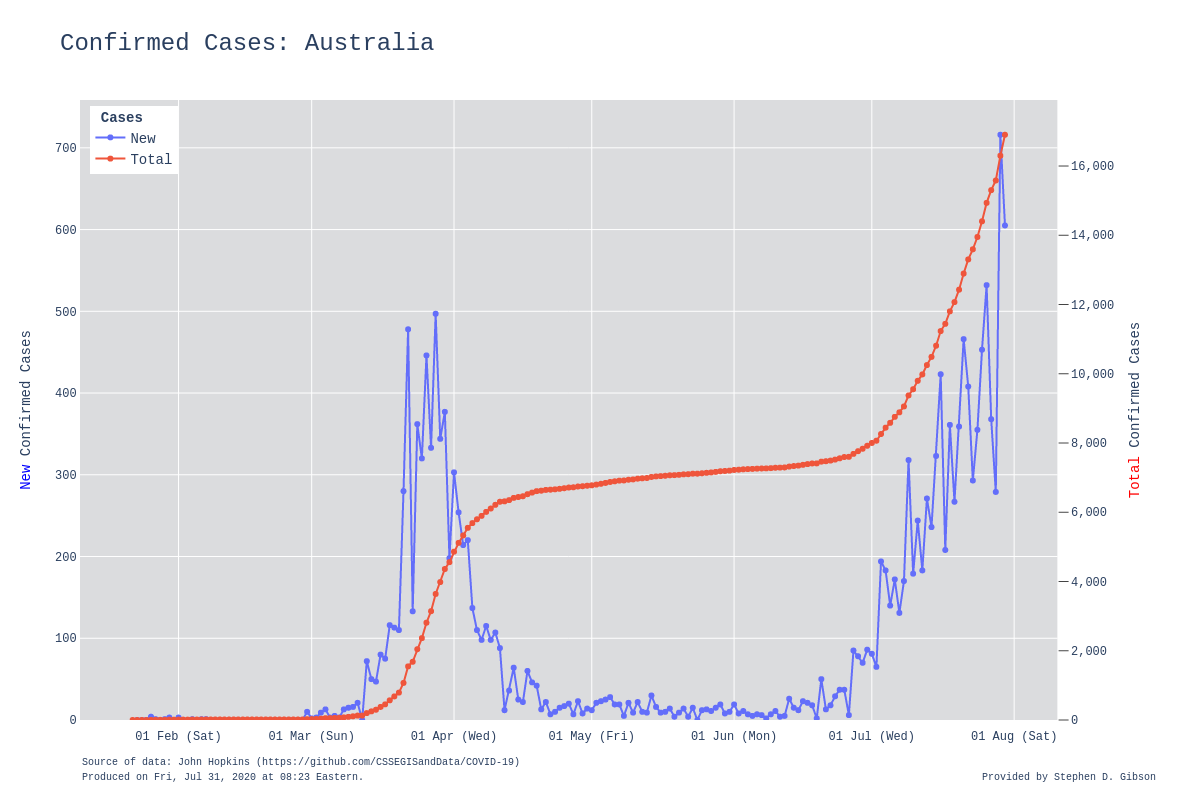 Confirmed Cases: Australia
Cases
New
Total
700
600
500
400
300
200
100
0
New Confirmed Cases
16,000
14,000
12,000
10,000
8,000
6,000
4,000
2,000
0
Total Confirmed Cases
01 Feb (Sat) 01 Mar (Sun) 01 Apr (Wed) 01 May (Fri) 01 Jun (Mon) 01 Jul (Wed) 01 Aug (Sat)
Source of data: John Hopkins (https://github.com/CSSEGISandData/COVID-19)
Produced on Fri, Jul 31, 2020 at 08:23 Eastern.
Provided by Stephen D. Gibson